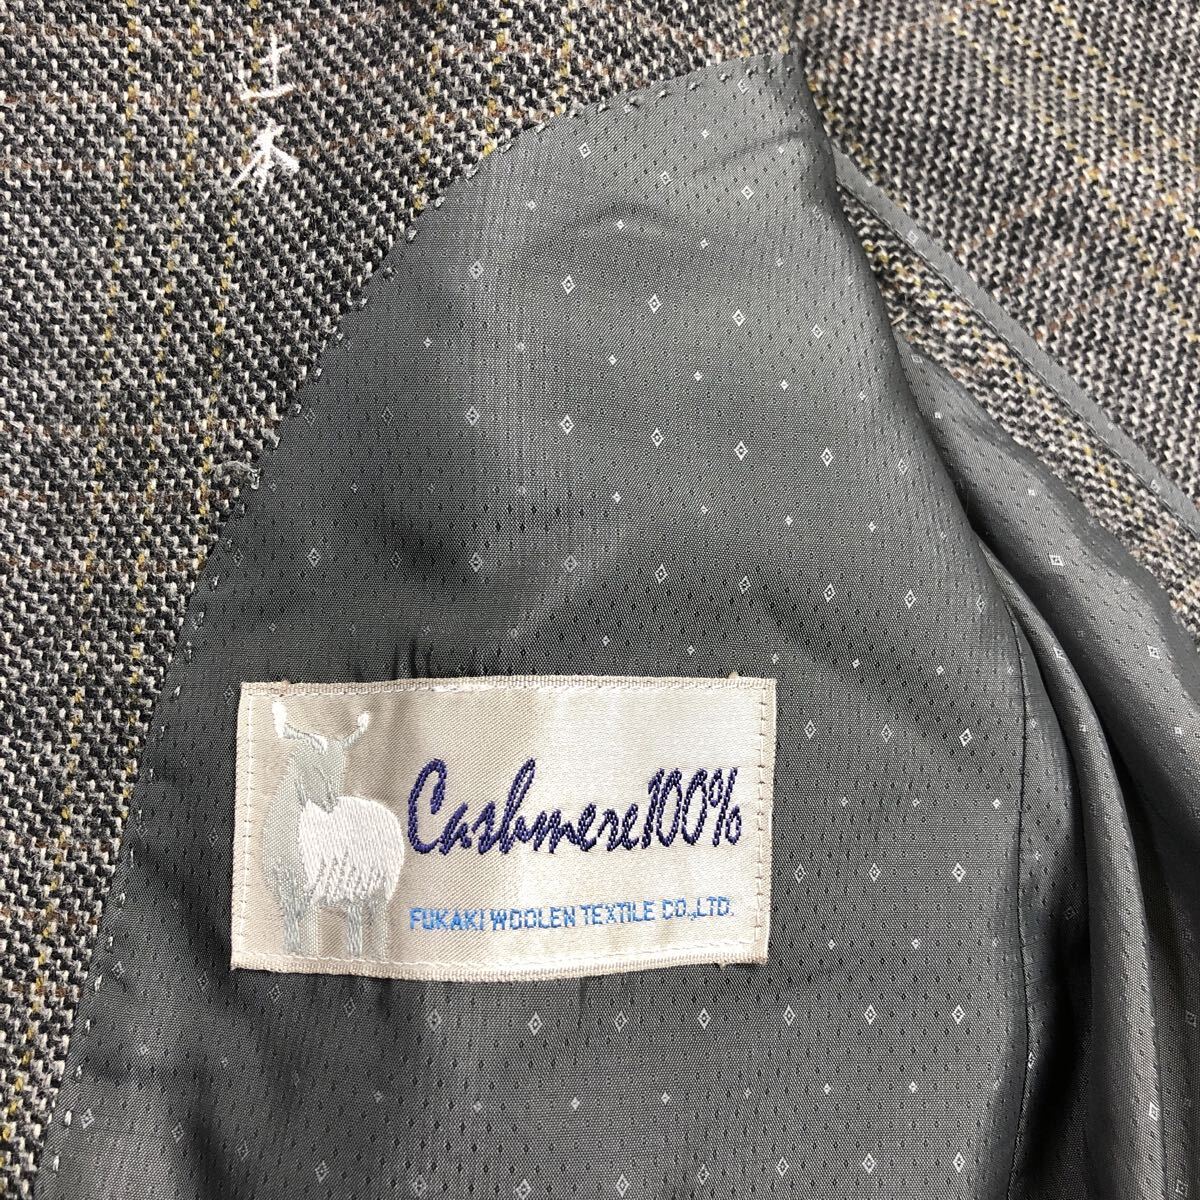 Cashmere100%
FUKAKI WOOLEN TEXTILE CO.,LTD.